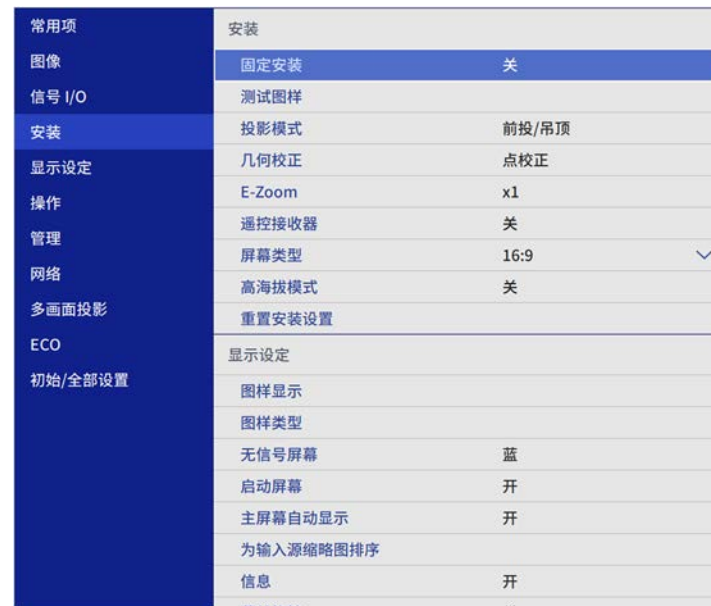 常用项
图像
信号 I/O
安装
显示设定
操作
管理
网络
多画面投影
ECO
初始/全部设置
安装
固定安装 关
测试图样
投影模式 前投/吊顶
几何校正 点校正
E-Zoom x1
遥控接收器 关
屏幕类型 16:9
高海拔模式 关
重置安装设置
显示设定
图样显示
图样类型
无信号屏幕 蓝
启动屏幕 开
主屏幕自动显示 开
为输入源缩略图排序
信息 开